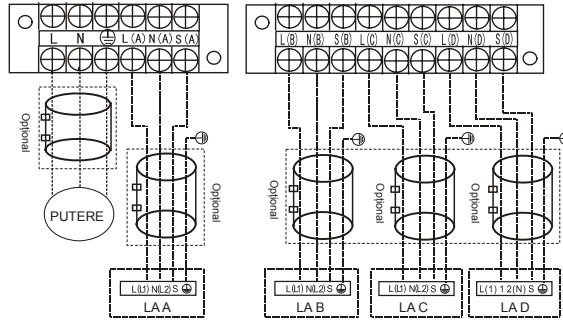 L N L(A) N(A) S(A)
L(B) N(B) S(B) L(C) N(C) S(C) L(D) N(D) S(D)
Optional
Optional
Optional
Optional
Optional
PUTERE
L(L1) N(L2) S
LA A
L(L1) N(L2) S
LA B
L(L1) N(L2) S
LA C
L(1) 1 2(N) S
LA D